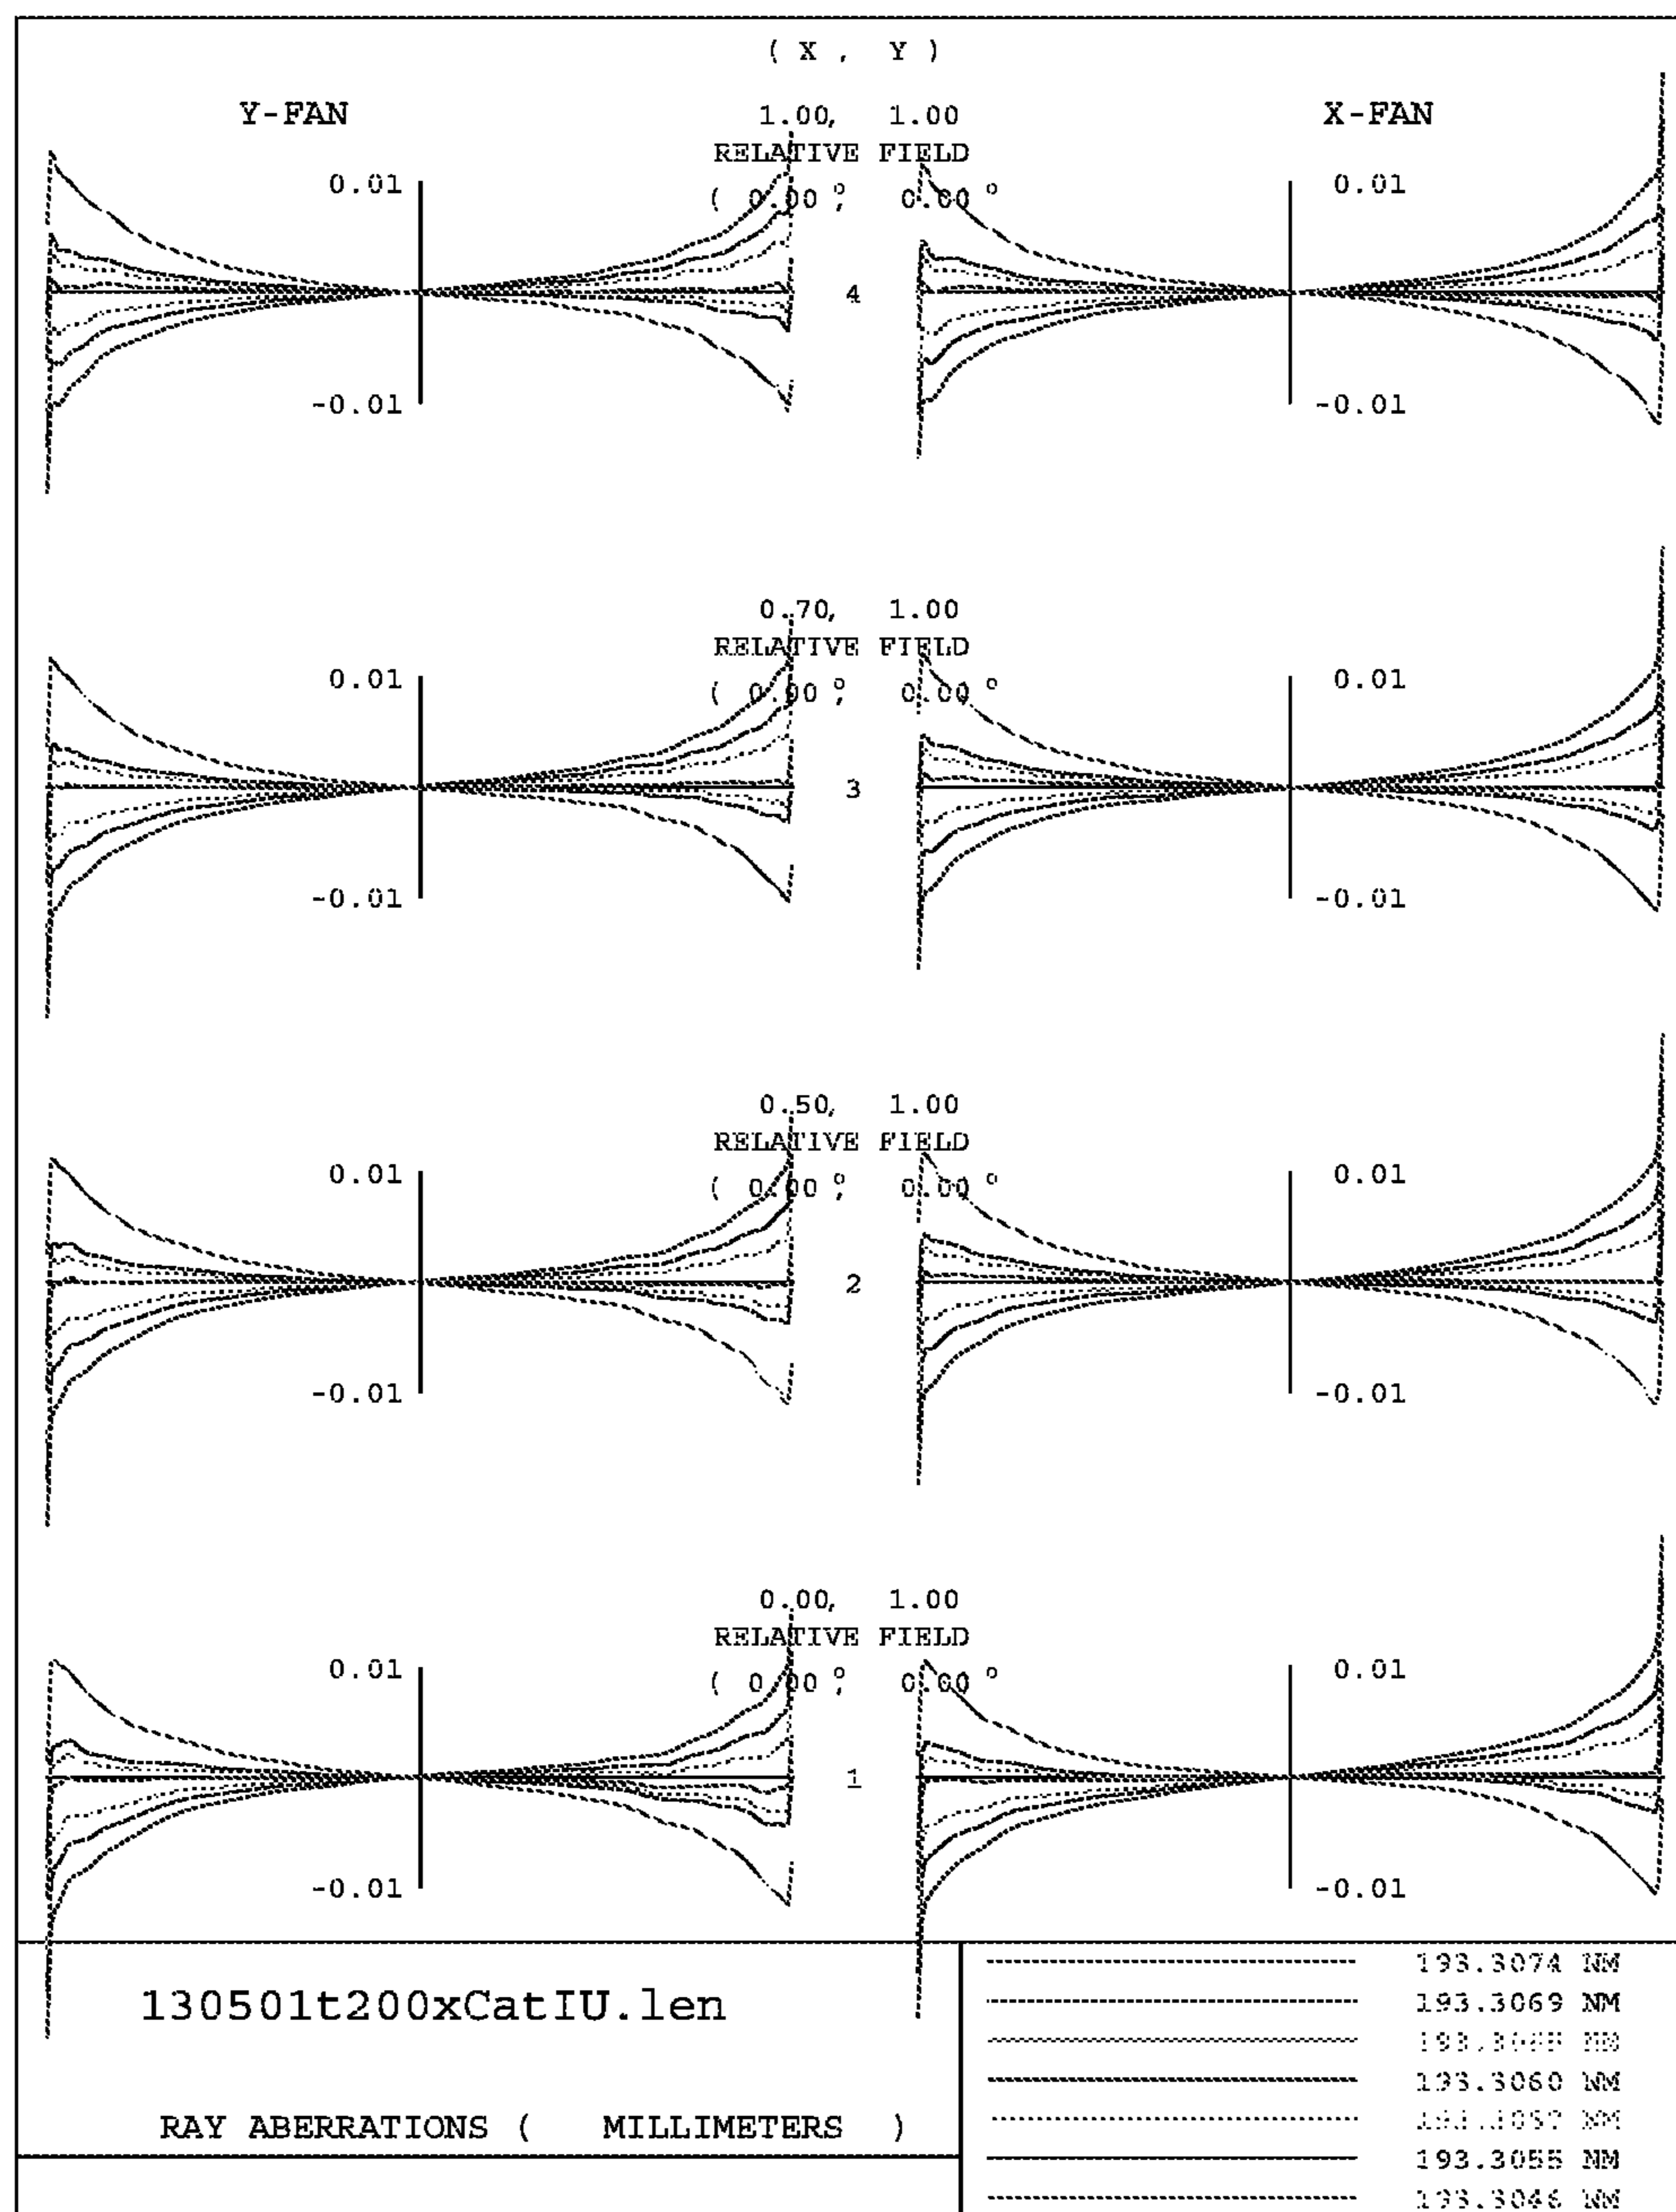 ( X , Y )
Y-FAN 1.00, 1.00 X-FAN
RELATIVE FIELD
0.01 ( 0.00°, 0.00° 0.01
4
-0.01 -0.01
0.70, 1.00
RELATIVE FIELD
0.01 ( 0.00°, 0.00° 0.01
3
-0.01 -0.01
0.50, 1.00
RELATIVE FIELD
0.01 ( 0.00°, 0.00° 0.01
2
-0.01 -0.01
0.00, 1.00
RELATIVE FIELD
0.01 ( 0.00°, 0.00° 0.01
1
-0.01 -0.01
130501t200xCatIU.len
RAY ABERRATIONS ( MILLIMETERS )
193.3074 NM
193.3069 NM
NM
193.3060 NM
NM
193.3055 NM
193.3046 NM